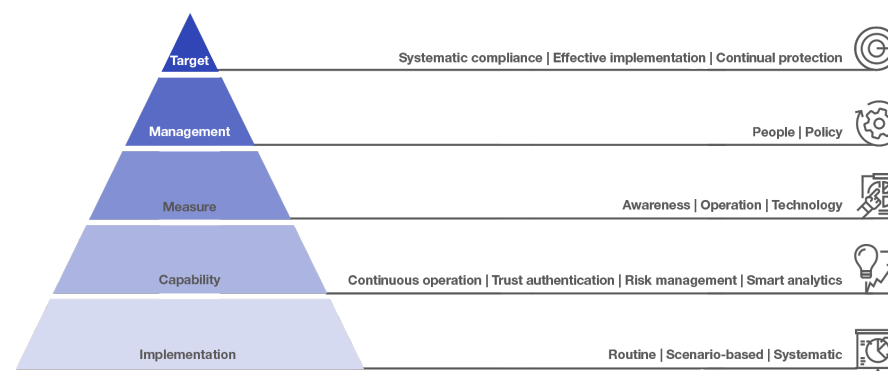 Target
Systematic compliance | Effective implementation | Continual protection
Management
People | Policy
Measure
Awareness | Operation | Technology
Capability
Continuous operation | Trust authentication | Risk management | Smart analytics
Implementation
Routine | Scenario-based | Systematic